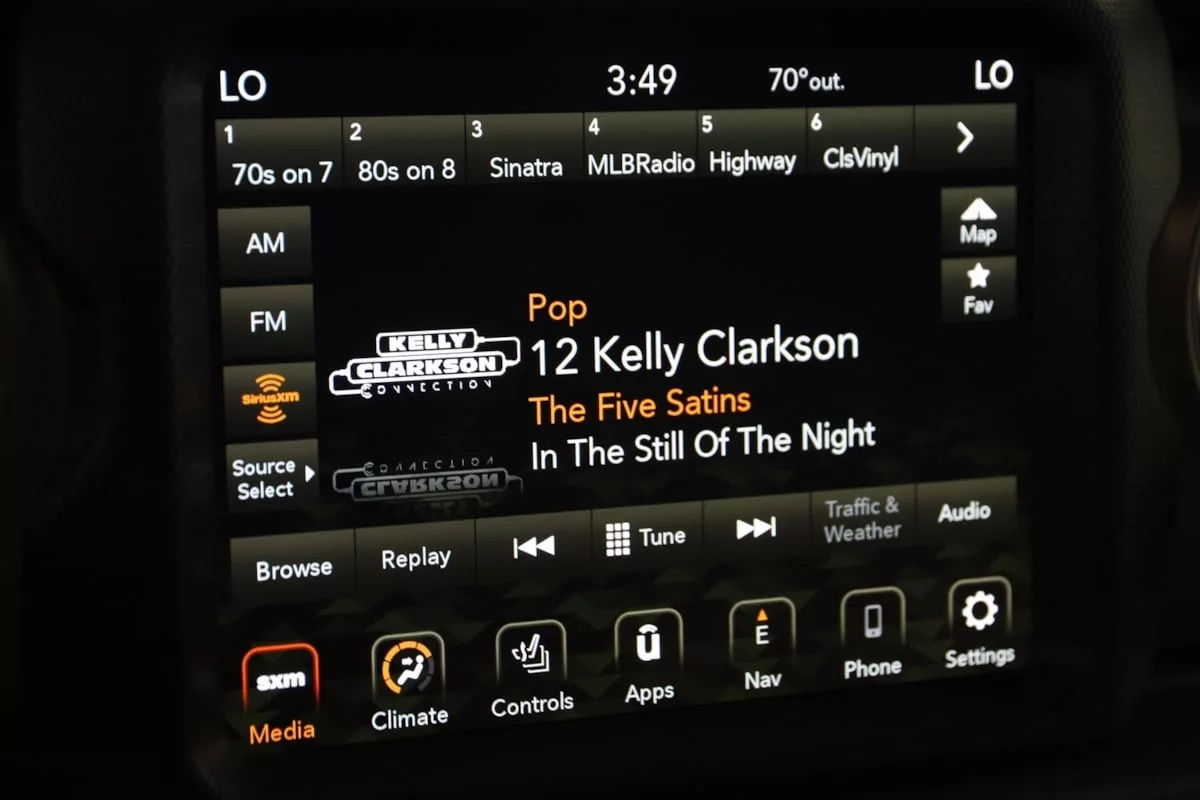 LO 3:49 70° out. LO
1 2 3 4 5 6
70s on 7 80s on 8 Sinatra MLBRadio Highway ClsVinyl
AM
Map
Fav
FM
Pop
KELLY
CLARKSON
CONNECTION
12 Kelly Clarkson
SiriusXm
The Five Satins
In The Still Of The Night
Source
Select
CONNECTION
CLARKSON
Browse Replay Tune Traffic &
Weather Audio
sxm
E
Media Climate Controls Apps Nav Phone Settings